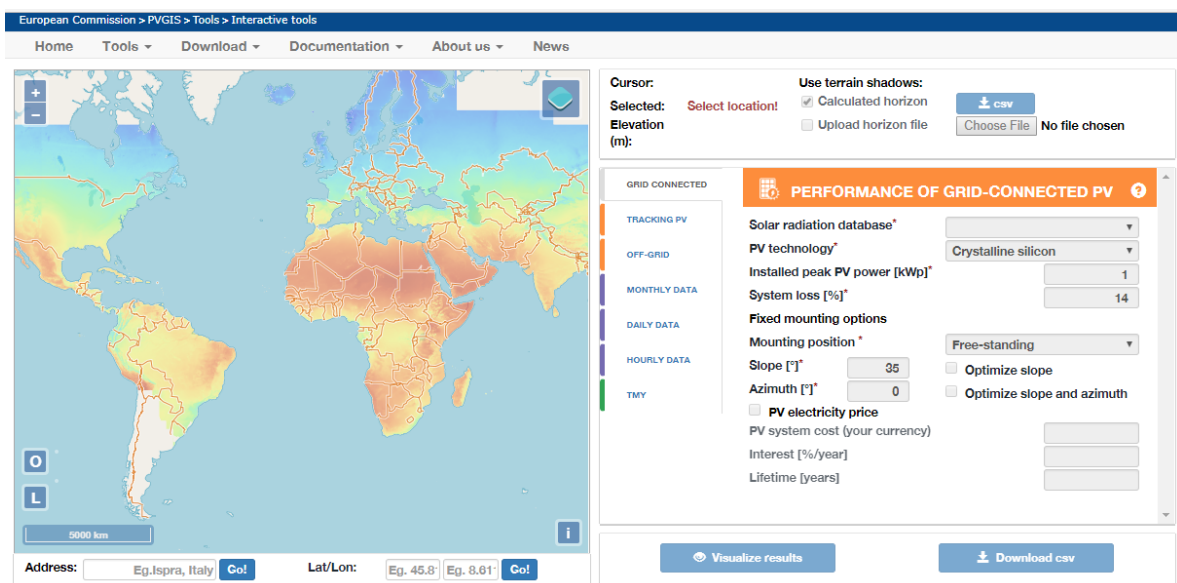 European Commission > PVGIS > Tools > Interactive tools
Home Tools Download Documentation About us News
+
−
O
L
5000 km
i
Address: Eg.Ispra, Italy Go! Lat/Lon: Eg. 45.8 Eg. 8.61 Go!
Cursor: Use terrain shadows:
Selected: Select location! Calculated horizon csv
Elevation (m): Upload horizon file Choose File No file chosen
GRID CONNECTED
TRACKING PV
OFF-GRID
MONTHLY DATA
DAILY DATA
HOURLY DATA
TMY
PERFORMANCE OF GRID-CONNECTED PV ?
Solar radiation database*
PV technology* Crystalline silicon
Installed peak PV power [kWp]* 1
System loss [%]* 14
Fixed mounting options
Mounting position * Free-standing
Slope [°]* 35 Optimize slope
Azimuth [°]* 0 Optimize slope and azimuth
PV electricity price
PV system cost (your currency)
Interest [%/year]
Lifetime [years]
Visualize results Download csv